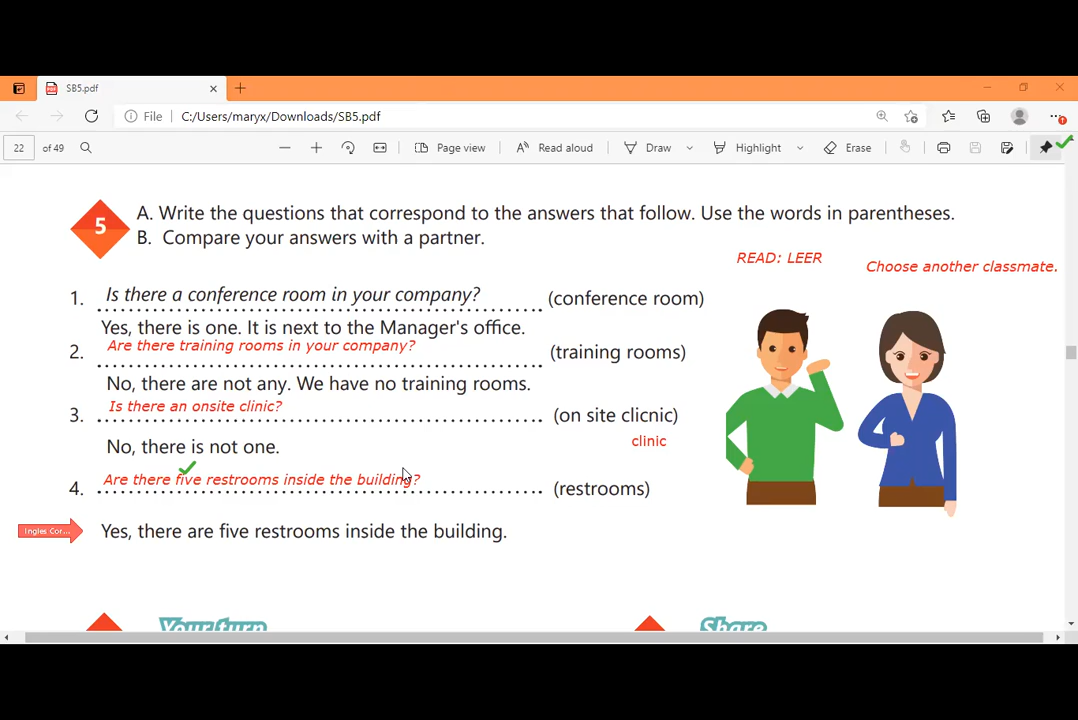 SB5.pdf
File C:/Users/maryx/Downloads/SB5.pdf
22 of 49 Page view Read aloud Draw Highlight Erase
5
A. Write the questions that correspond to the answers that follow. Use the words in parentheses.
B. Compare your answers with a partner.
READ: LEER
Choose another classmate.
1. Is there a conference room in your company? (conference room)
Yes, there is one. It is next to the Manager's office.
2. Are there training rooms in your company? (training rooms)
No, there are not any. We have no training rooms.
3. Is there an onsite clinic? (on site clicnic)
clinic
No, there is not one.
4. Are there five restrooms inside the building? (restrooms)
Ingles Cor...
Yes, there are five restrooms inside the building.
Your turn
Share